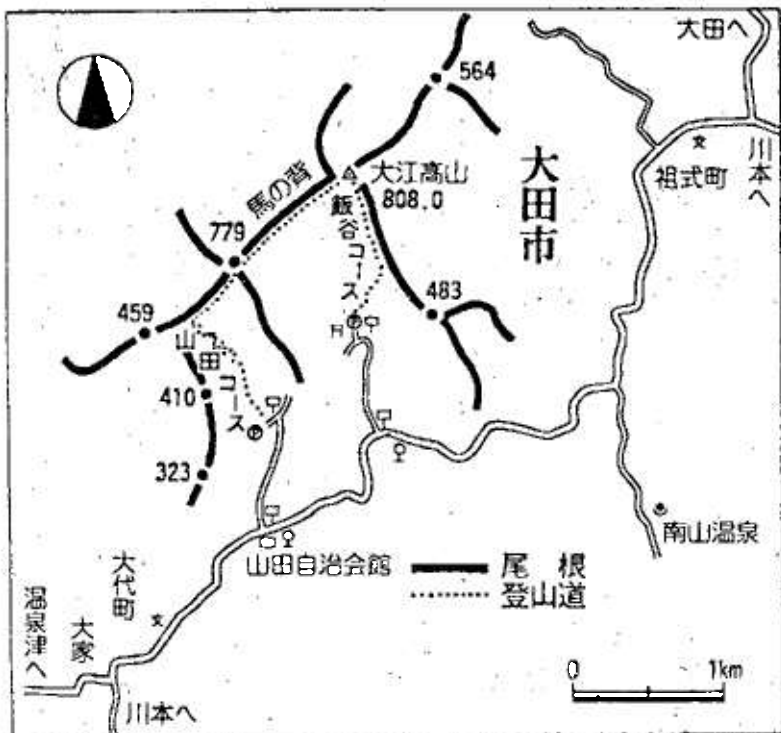 大田へ
564
文
川本へ
祖式町
大江高山
808.0
大田市
馬の背
飯谷コース
779
483
459
山田コース
P
P
410
323
南山温泉
山田自治会館
尾根
登山道
大代町
文
温泉津へ
大家
川本へ
0 1km